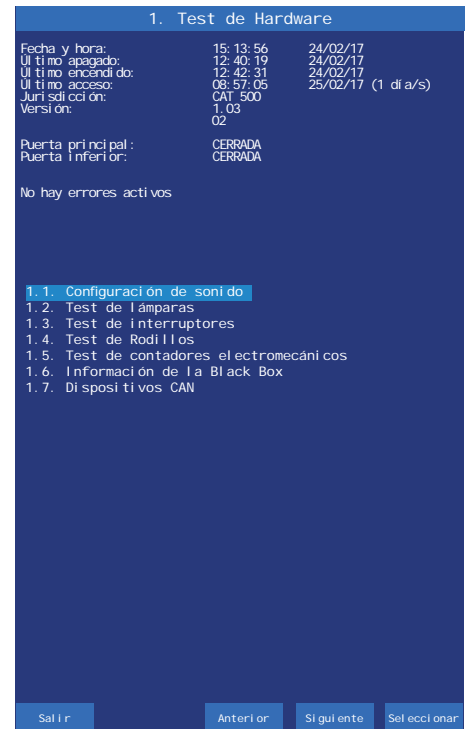 1. Test de Hardware
Fecha y hora: 15:13:56 24/02/17
Último apagado: 12:40:19 24/02/17
Último encendido: 12:42:31 24/02/17
Último acceso: 08:57:05 25/02/17 (1 día/s)
Jurisdicción: CAT 500
Versión: 1.03
02
Puerta principal: CERRADA
Puerta inferior: CERRADA
No hay errores activos
1.1. Configuración de sonido
1.2. Test de lámparas
1.3. Test de interruptores
1.4. Test de Rodillos
1.5. Test de contadores electromecánicos
1.6. Información de la Black Box
1.7. Dispositivos CAN
Salir Anterior Siguiente Seleccionar